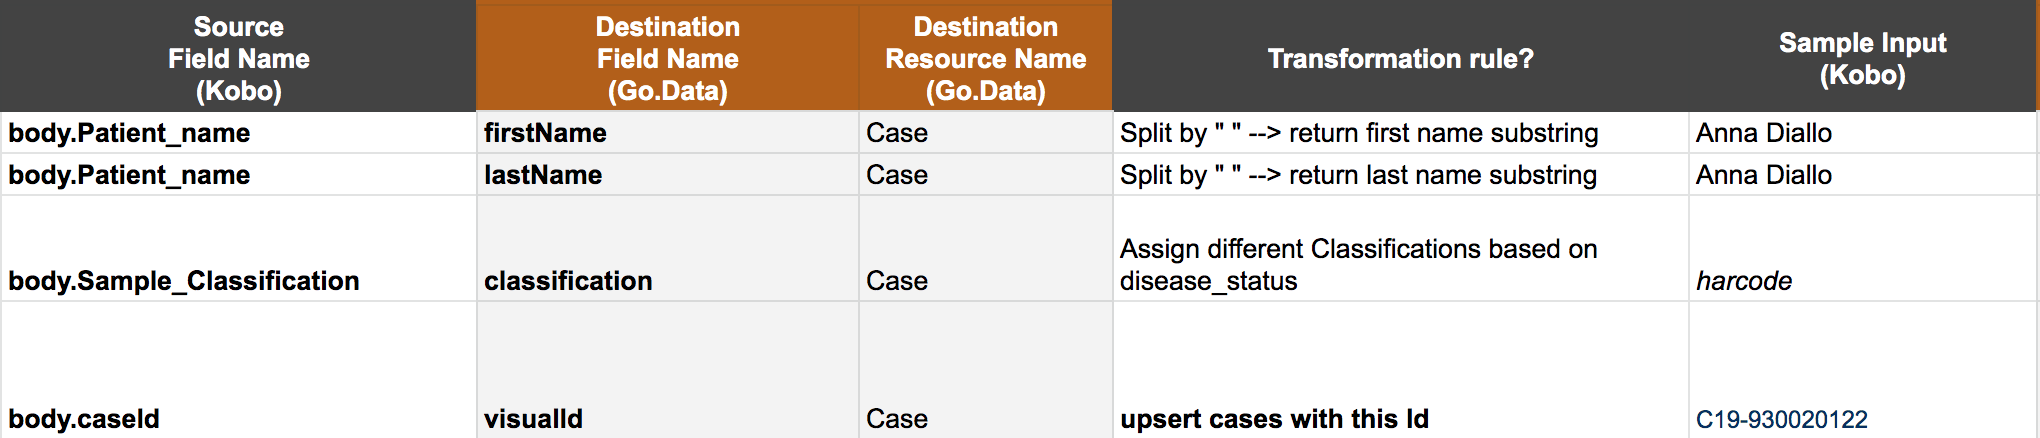 Source
Field Name
(Kobo)
Destination
Field Name
(Go.Data)
Destination
Resource Name
(Go.Data)
Transformation rule?
Sample Input
(Kobo)
body.Patient_name firstName Case Split by " " --> return first name substring Anna Diallo
body.Patient_name lastName Case Split by " " --> return last name substring Anna Diallo
body.Sample_Classification classification Case Assign different Classifications based on
disease_status harcode
body.caseId visualId Case upsert cases with this Id C19-930020122